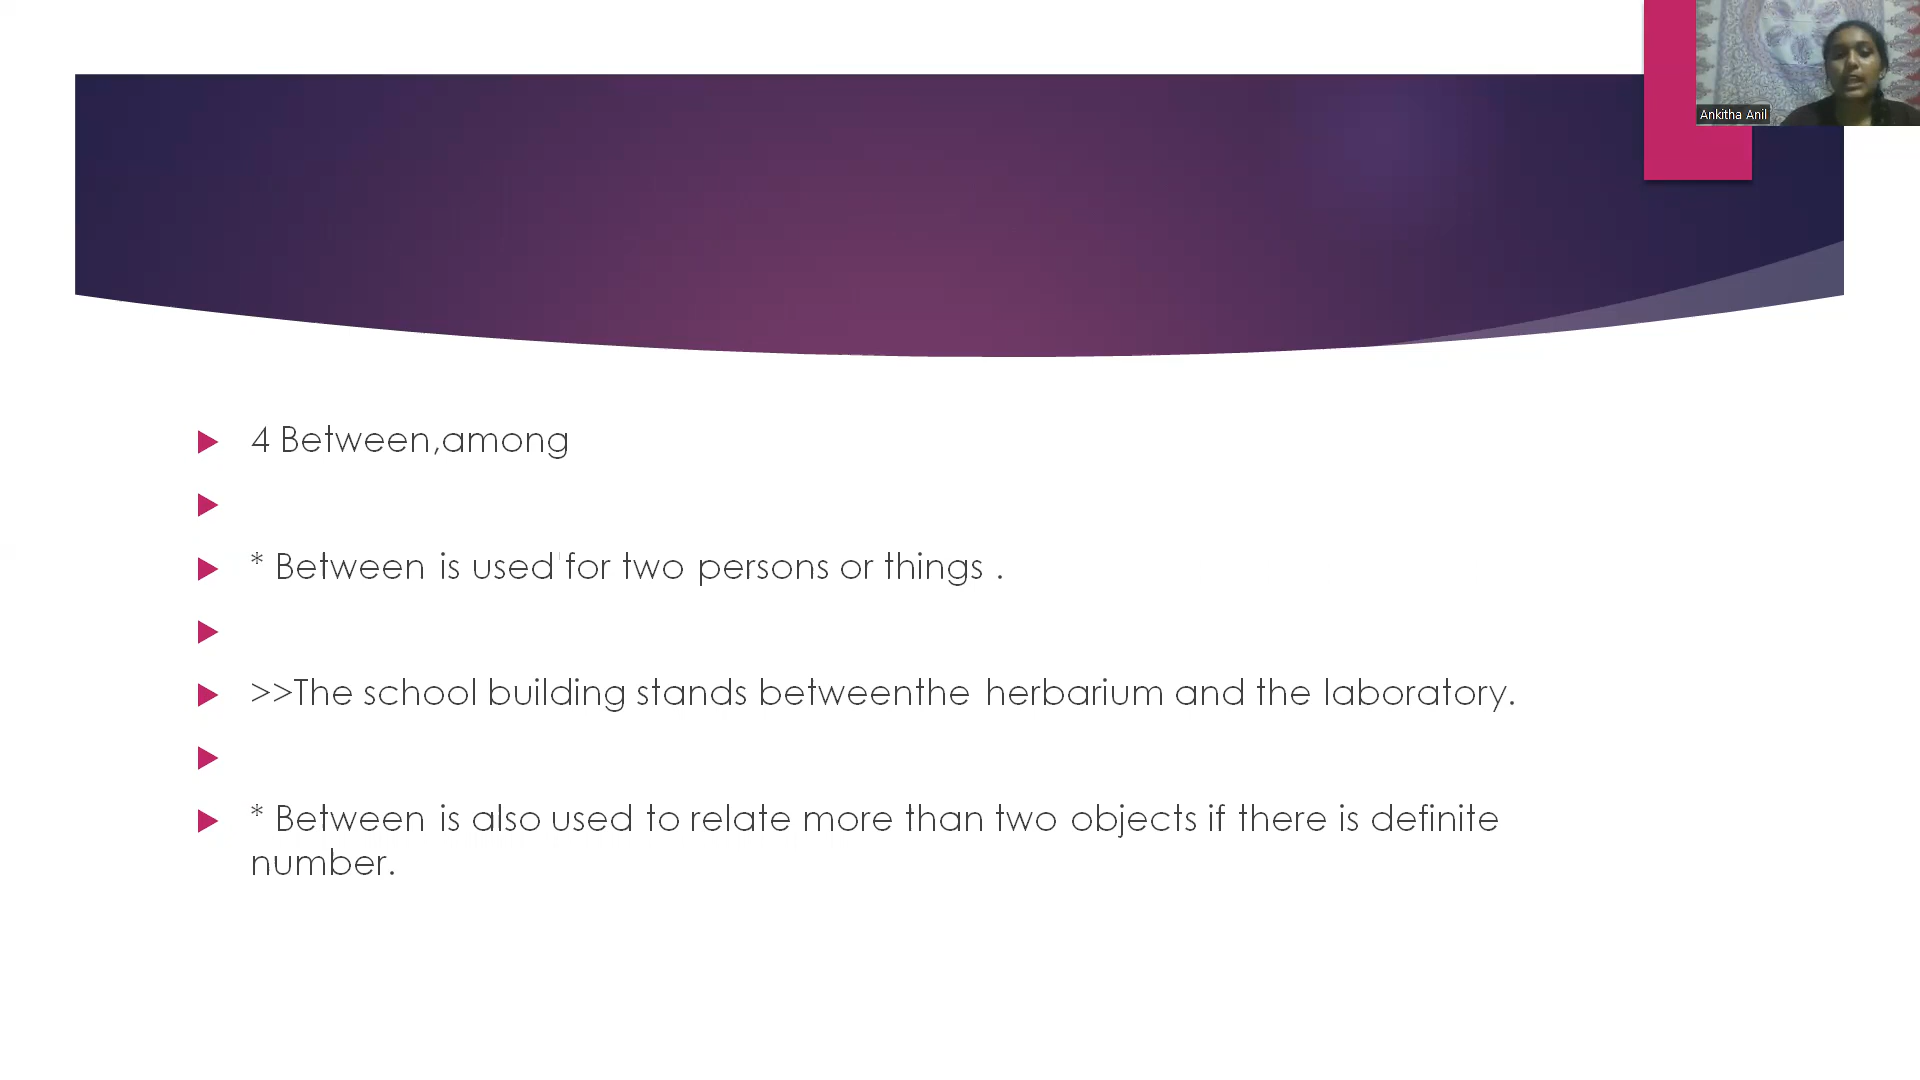 Ankitha Anil
4 Between,among
* Between is used for two persons or things .
>>The school building stands betweenthe herbarium and the laboratory.
* Between is also used to relate more than two objects if there is definite
number.